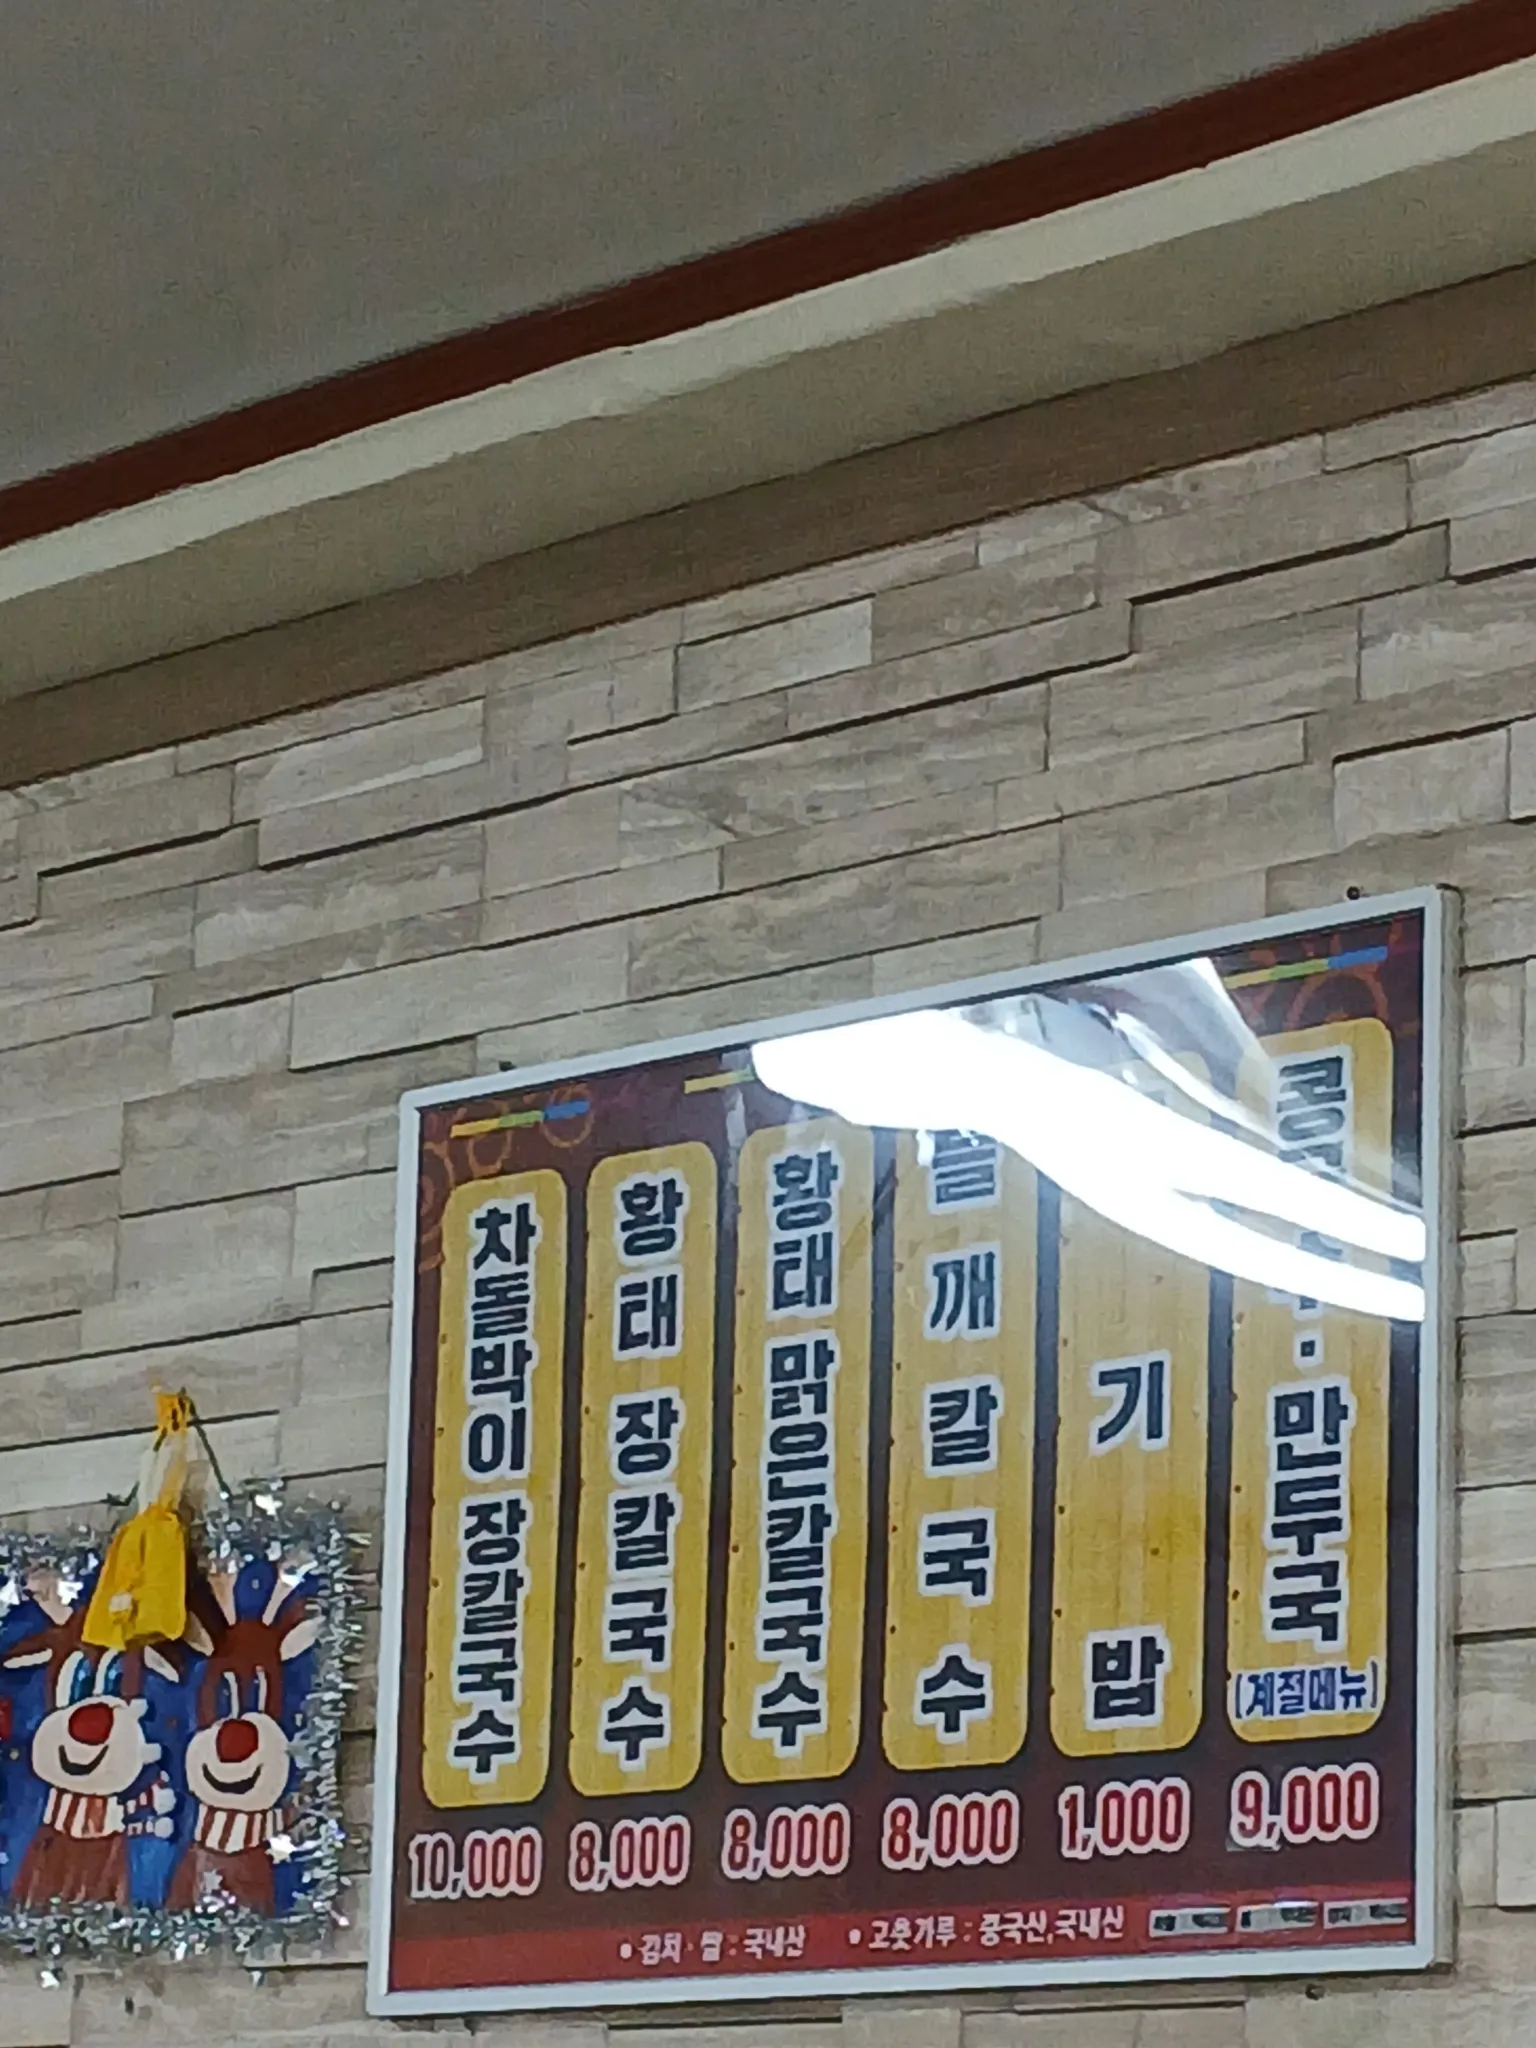 차돌박이 장칼국수
황태 장칼국수
황태 맑은칼국수
들깨칼국수
기밥
만두국
(계절메뉴)
10,000
8,000
8,000
8,000
1,000
9,000
• 김치 · 쌀 : 국내산
• 고춧가루 : 중국산,국내산